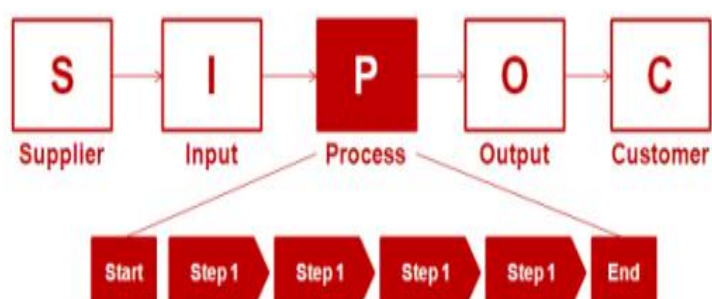 S I P O C
Supplier Input Process Output Customer
Start Step 1 Step 1 Step 1 Step 1 End